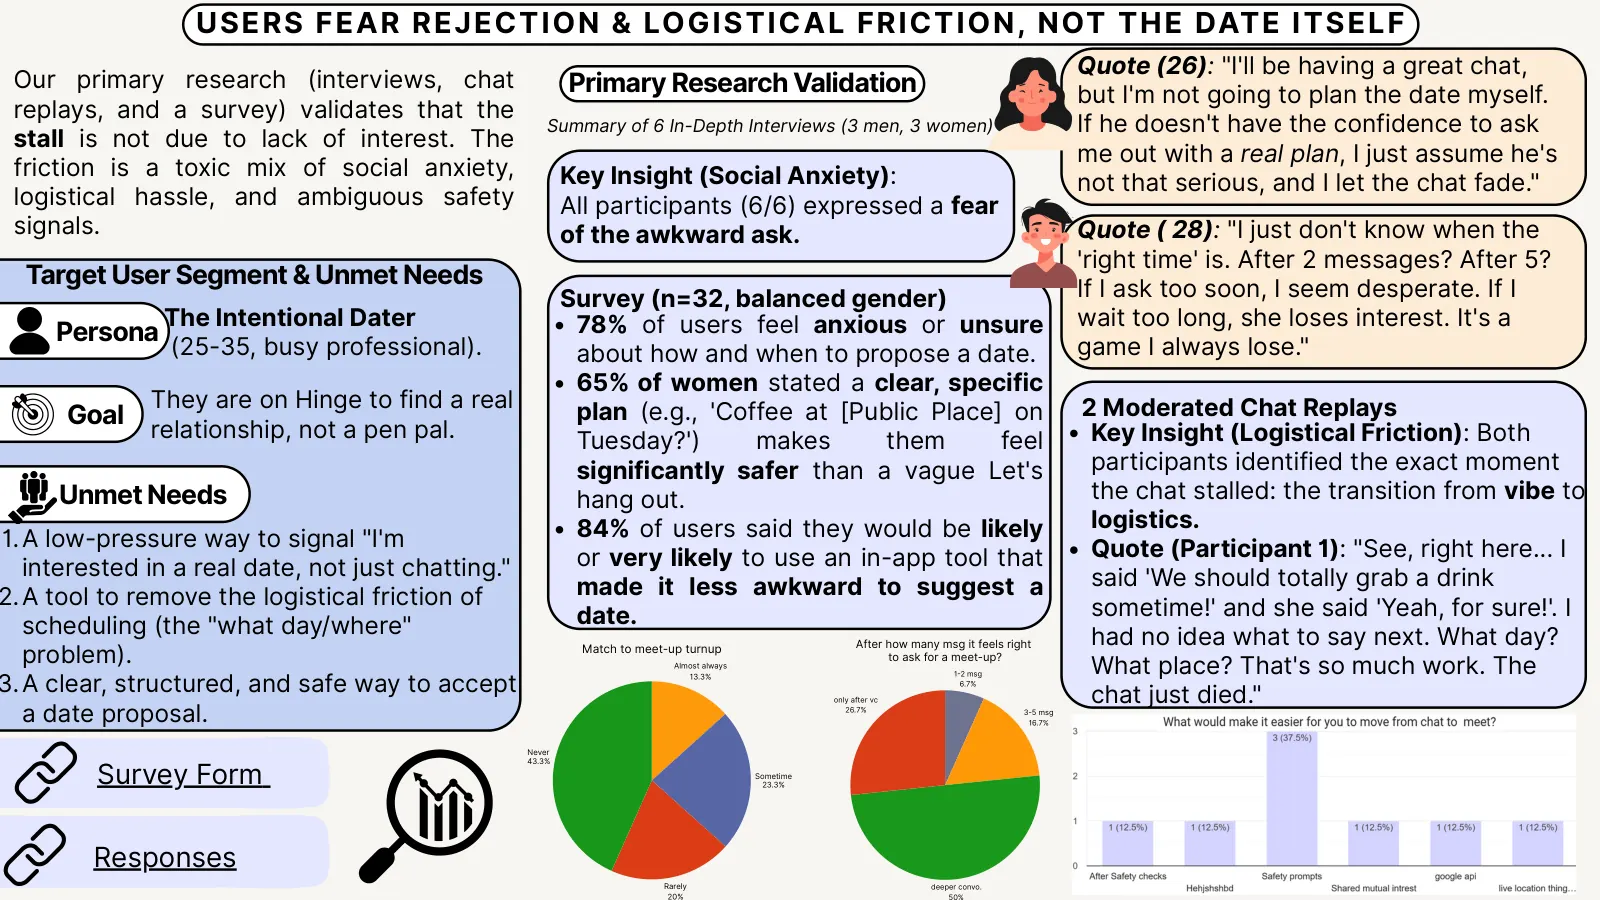 USERS FEAR REJECTION & LOGISTICAL FRICTION, NOT THE DATE ITSELF
Our primary research (interviews, chat
replays, and a survey) validates that the
stall is not due to lack of interest. The
friction is a toxic mix of social anxiety,
logistical hassle, and ambiguous safety
signals.
Target User Segment & Unmet Needs
Persona
The Intentional Dater
(25-35, busy professional).
Goal
They are on Hinge to find a real
relationship, not a pen pal.
Unmet Needs
1. A low-pressure way to signal "I'm
interested in a real date, not just chatting."
2. A tool to remove the logistical friction of
scheduling (the "what day/where"
problem).
3. A clear, structured, and safe way to accept
a date proposal.
Survey Form
Responses
Primary Research Validation
Summary of 6 In-Depth Interviews (3 men, 3 women)
Key Insight (Social Anxiety):
All participants (6/6) expressed a fear
of the awkward ask.
Survey (n=32, balanced gender)
• 78% of users feel anxious or unsure
about how and when to propose a date.
• 65% of women stated a clear, specific
plan (e.g., 'Coffee at [Public Place] on
Tuesday?') makes them feel
significantly safer than a vague Let's
hang out.
• 84% of users said they would be likely
or very likely to use an in-app tool that
made it less awkward to suggest a
date.
Match to meet-up turnup
Almost always
13.3%
Never
43.3%
Sometime
23.3%
Rarely
20%
After how many msg it feels right
to ask for a meet-up?
1-2 msg
6.7%
only after vc
26.7%
3-5 msg
16.7%
deeper convo.
50%
Quote (26): "I'll be having a great chat,
but I'm not going to plan the date myself.
If he doesn't have the confidence to ask
me out with a real plan, I just assume he's
not that serious, and I let the chat fade."
Quote ( 28): "I just don't know when the
'right time' is. After 2 messages? After 5?
If I ask too soon, I seem desperate. If I
wait too long, she loses interest. It's a
game I always lose."
2 Moderated Chat Replays
• Key Insight (Logistical Friction): Both
participants identified the exact moment
the chat stalled: the transition from vibe to
logistics.
• Quote (Participant 1): "See, right here... I
said 'We should totally grab a drink
sometime!' and she said 'Yeah, for sure!'. I
had no idea what to say next. What day?
What place? That's so much work. The
chat just died."
What would make it easier for you to move from chat to meet?
3
2
1
0
1 (12.5%)
1 (12.5%)
3 (37.5%)
1 (12.5%)
1 (12.5%)
1 (12.5%)
After Safety checks
Hehjshshbd
Safety prompts
Shared mutual intrest
google api
live location thing...